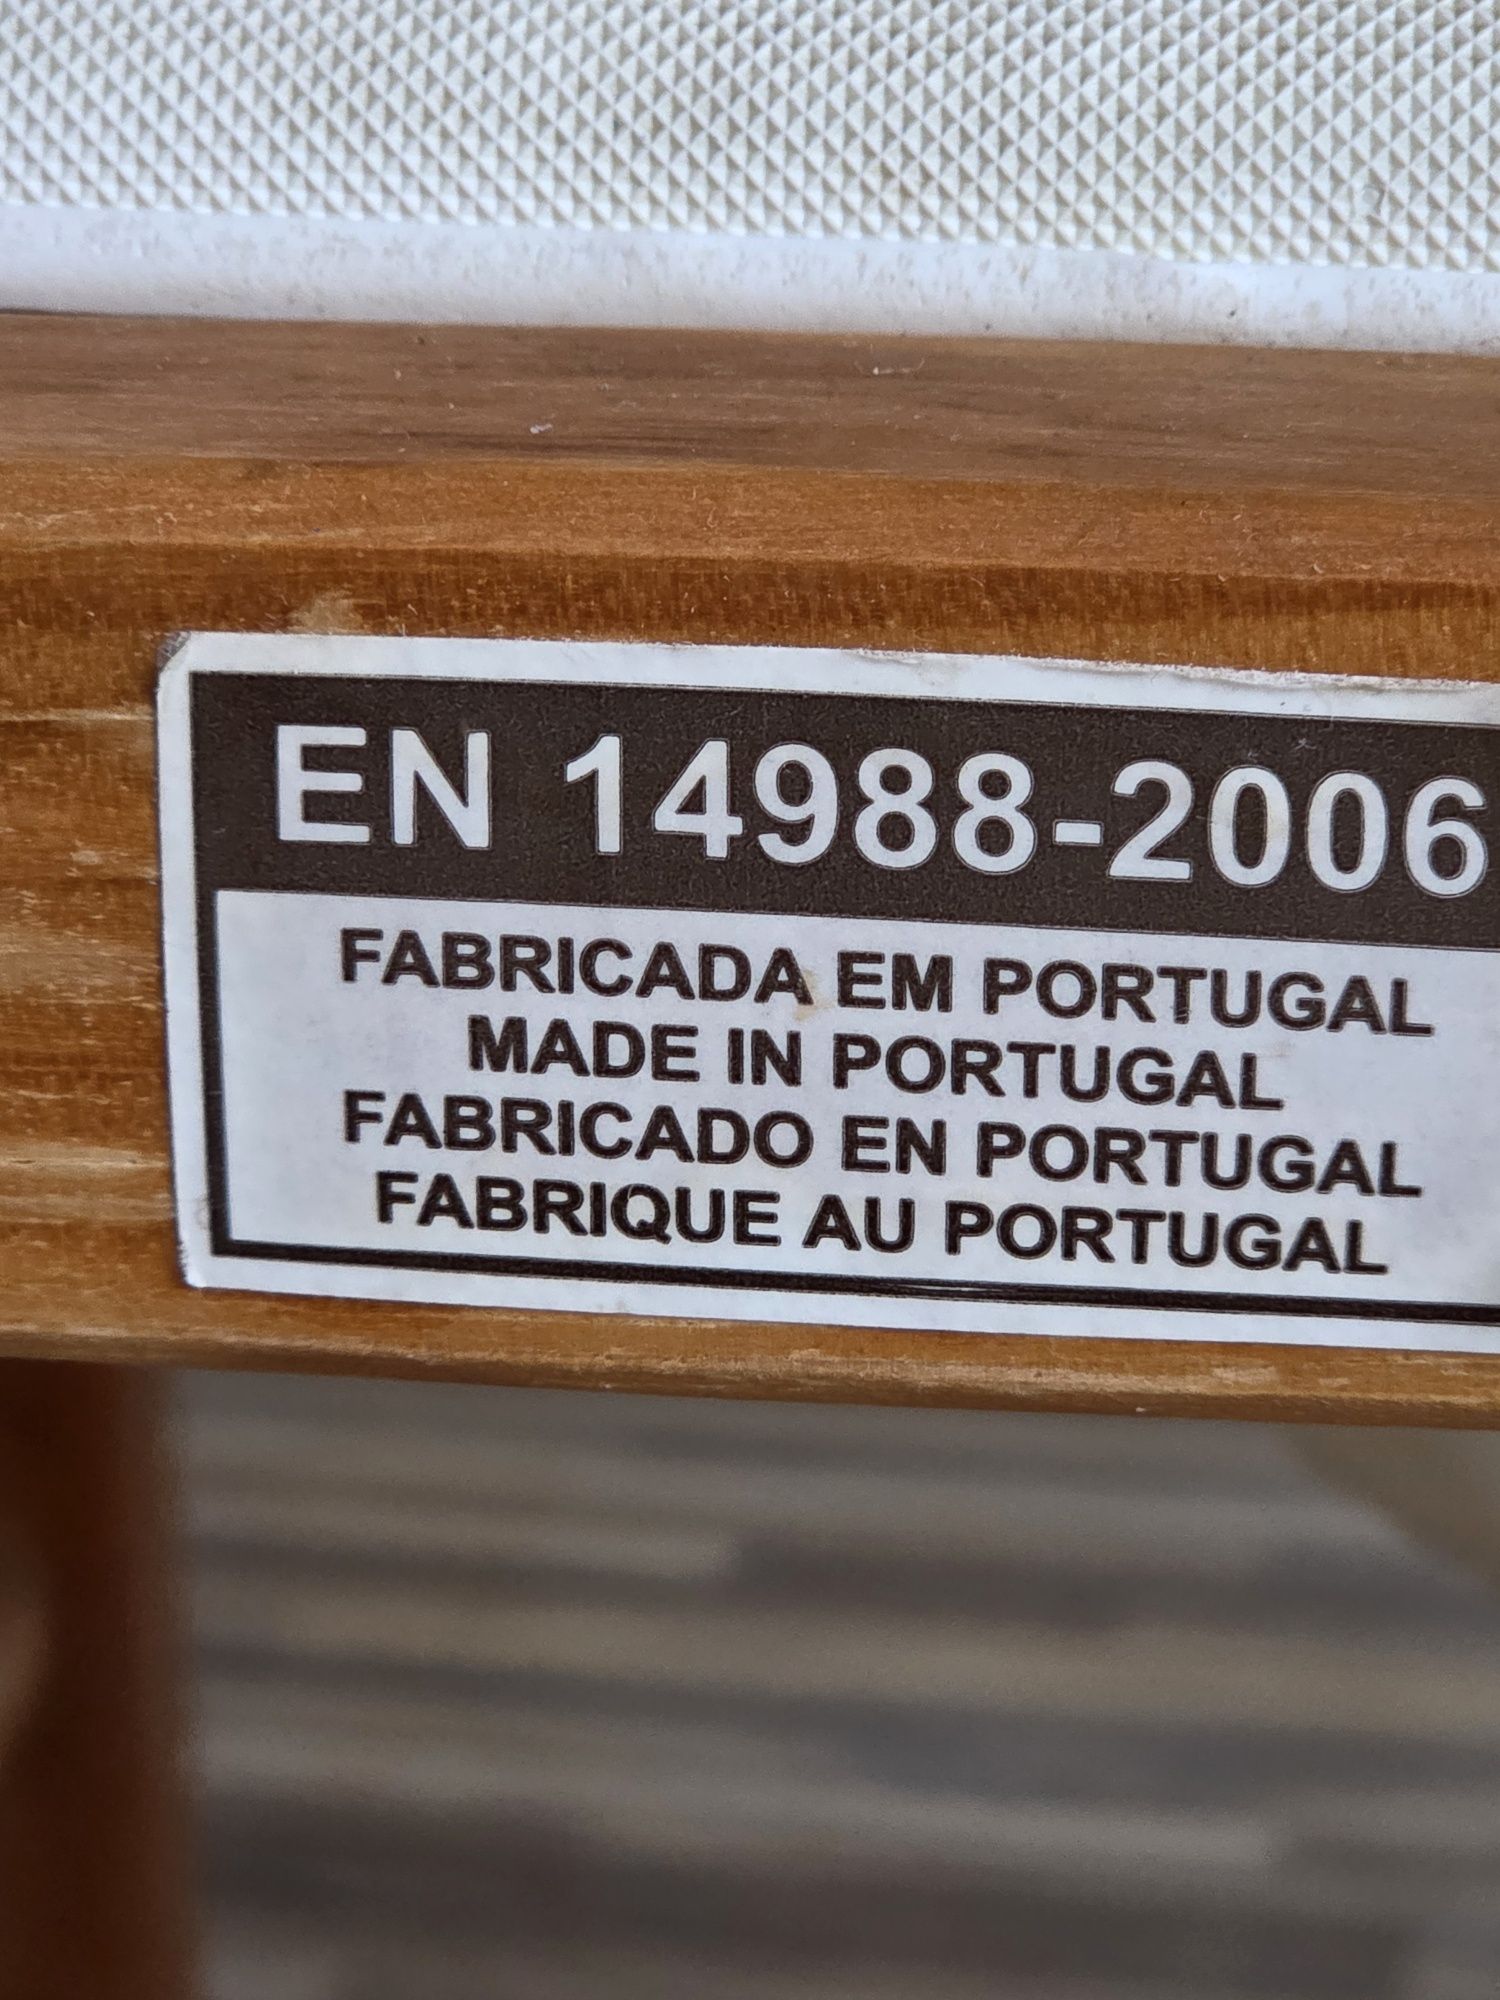 EN 14988-2006
FABRICADA EM PORTUGAL
MADE IN PORTUGAL
FABRICADO EN PORTUGAL
FABRIQUE AU PORTUGAL